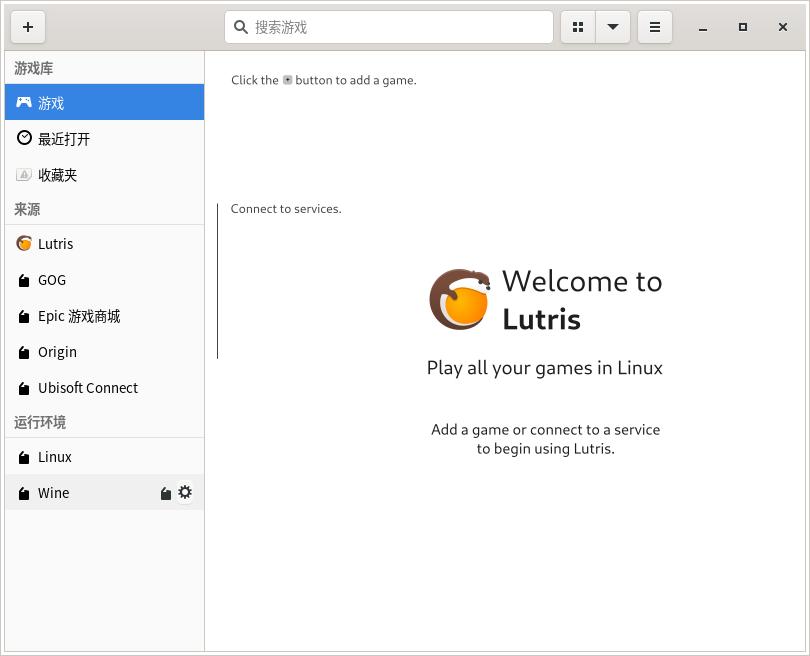 搜索游戏
游戏库
游戏
最近打开
收藏夹
来源
Lutris
GOG
Epic 游戏商城
Origin
Ubisoft Connect
运行环境
Linux
Wine
Click the + button to add a game.
Connect to services.
Welcome to
Lutris
Play all your games in Linux
Add a game or connect to a service
to begin using Lutris.